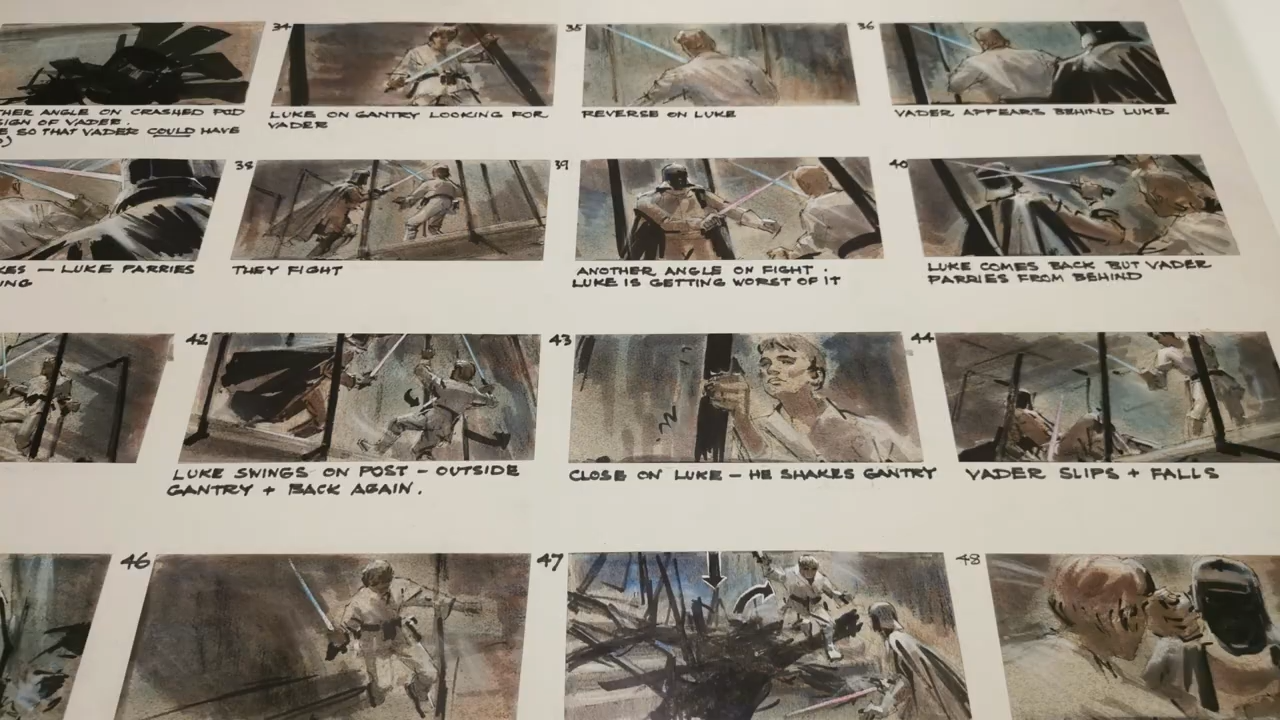 34
35
36
THER ANGLE ON CRASHED POD
SIGN OF VADER.
E SO THAT VADER COULD HAVE
LUKE ON GANTRY LOOKING FOR
VADER
REVERSE ON LUKE
VADER APPEARS BEHIND LUKE
38
39
40
KES — LUKE PARRIES
ING
THEY FIGHT
ANOTHER ANGLE ON FIGHT.
LUKE IS GETTING WORST OF IT
LUKE COMES BACK BUT VADER
PARRIES FROM BEHIND
42
43
44
LUKE SWINGS ON POST - OUTSIDE
GANTRY + BACK AGAIN.
CLOSE ON LUKE - HE SHAKES GANTRY
VADER SLIPS + FALLS
46
47
48